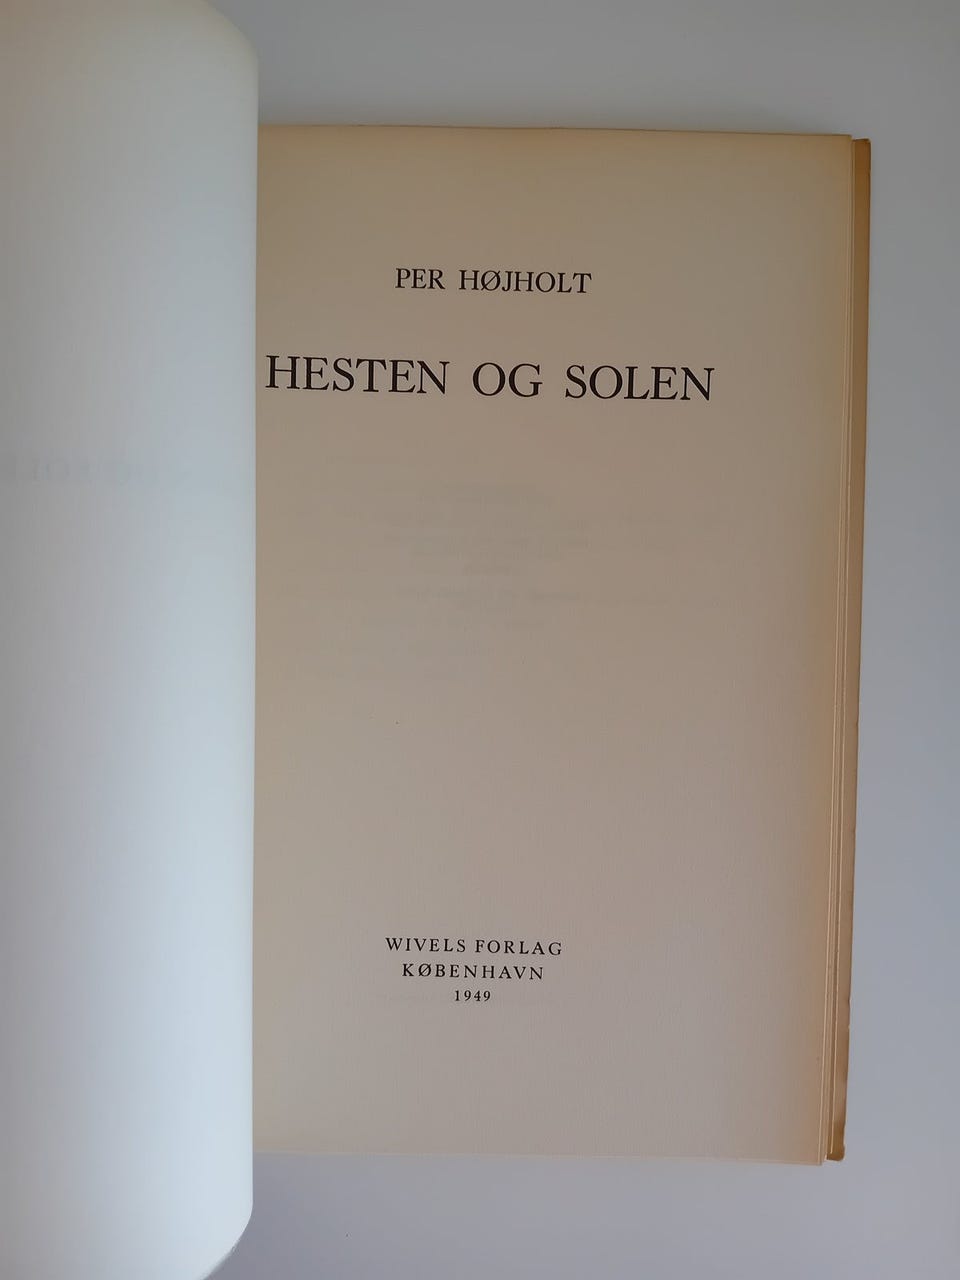 PER HØJHOLT
HESTEN OG SOLEN
WIVELS FORLAG
KØBENHAVN
1949